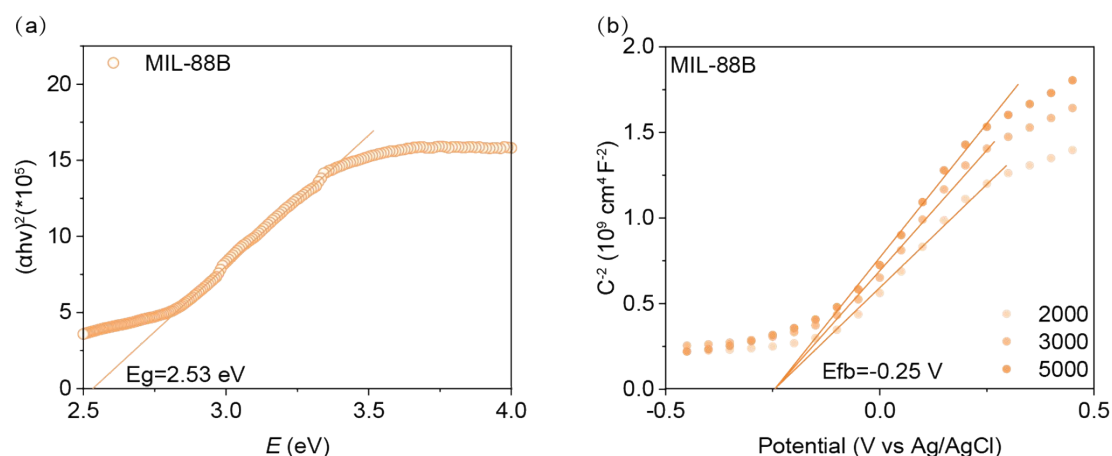 (a)
MIL-88B
(αhv)²(*10⁵)
20
15
10
5
0
Eg=2.53 eV
2.5 3.0 3.5 4.0
E (eV)
(b)
MIL-88B
C⁻² (10⁹ cm⁴ F⁻²)
2.0
1.5
1.0
0.5
0.0
2000
3000
5000
Efb=-0.25 V
-0.5 0.0 0.5
Potential (V vs Ag/AgCl)